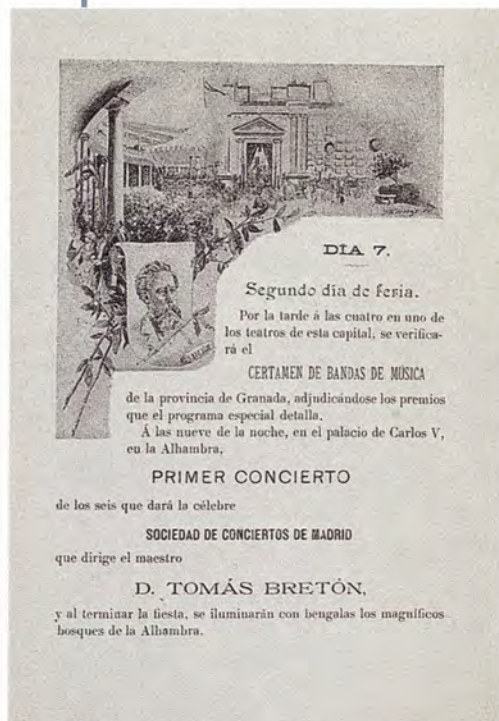 DÍA 7.
Segundo día de feria.
Por la tarde á las cuatro en uno de
los teatros de esta capital, se verifica-
rá el
CERTAMEN DE BANDAS DE MÚSICA
de la provincia de Granada, adjudicándose los premios
que el programa especial detalla.
Á las nueve de la noche, en el palacio de Carlos V,
en la Alhambra,
PRIMER CONCIERTO
de los seis que dará la célebre
SOCIEDAD DE CONCIERTOS DE MADRID
que dirige el maestro
D. TOMÁS BRETÓN,
y al terminar la fiesta, se iluminarán con bengalas los magníficos
bosques de la Alhambra.